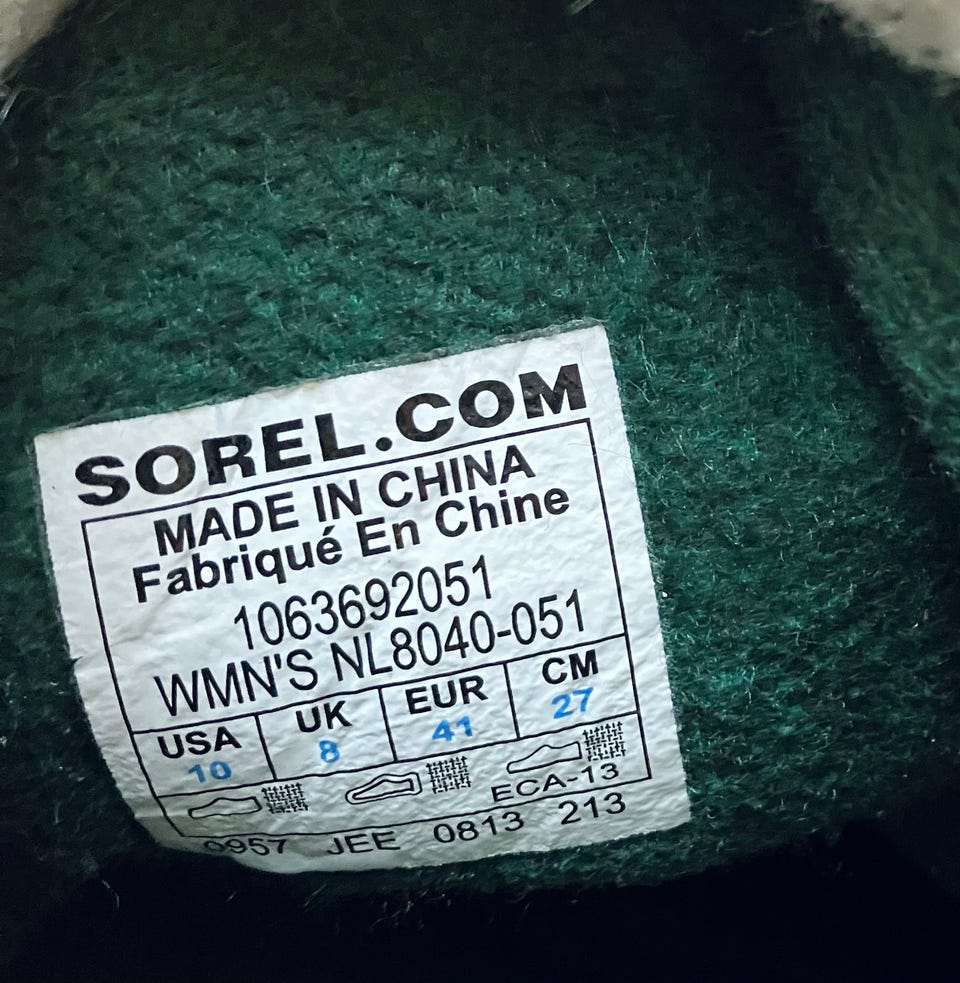 SOREL.COM
MADE IN CHINA
Fabriqué En Chine
1063692051
WMN'S NL8040-051
USA UK EUR CM
10 8 41 27
ECA-13
0957 JEE 0813 213